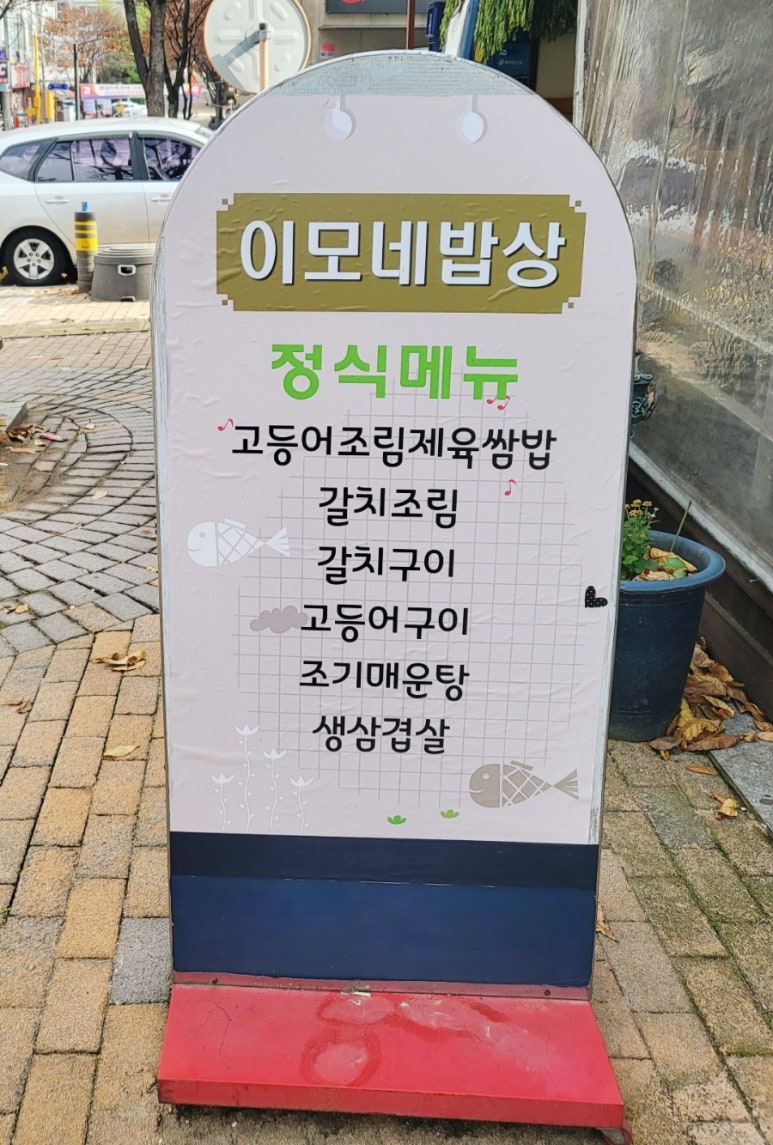 이모네밥상
정식메뉴
고등어조림제육쌈밥
갈치조림
갈치구이
고등어구이
조기매운탕
생삼겹살